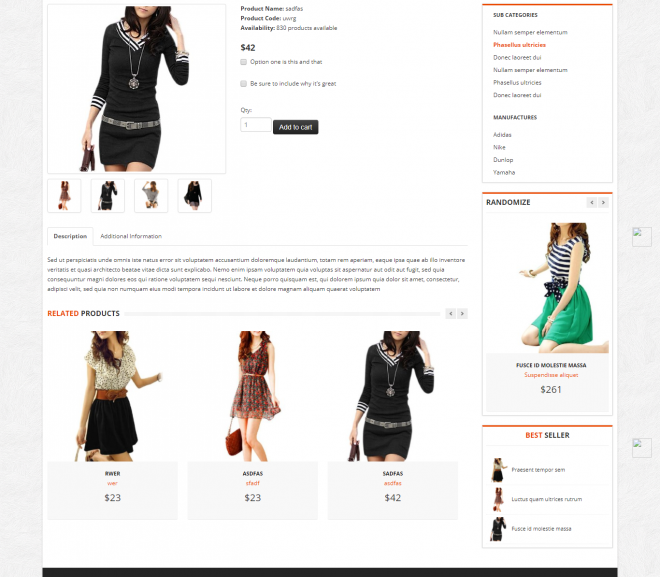 Product Name: sadfas
Product Code: uwrg
Availability: 830 products available
$42
Option one is this and that
Be sure to include why it's great
Qty:
1
Add to cart
Description
Additional Information
Sed ut perspiciatis unde omnis iste natus error sit voluptatem accusantium doloremque laudantium, totam rem aperiam, eaque ipsa quae ab illo inventore
veritatis et quasi architecto beatae vitae dicta sunt explicabo. Nemo enim ipsam voluptatem quia voluptas sit aspernatur aut odit aut fugit, sed quia
consequuntur magni dolores eos qui ratione voluptatem sequi nesciunt. Neque porro quisquam est, qui dolorem ipsum quia dolor sit amet, consectetur,
adipisci velit, sed quia non numquam eius modi tempora incidunt ut labore et dolore magnam aliquam quaerat voluptatem
RELATED PRODUCTS
RWER
wer
$23
ASDFAS
sfadf
$23
SADFAS
asdfas
$42
SUB CATEGORIES
Nullam semper elementum
Phasellus ultricies
Donec laoreet dui
Nullam semper elementum
Phasellus ultricies
Donec laoreet dui
MANUFACTURES
Adidas
Nike
Dunlop
Yamaha
RANDOMIZE
FUSCE ID MOLESTIE MASSA
Suspendisse aliquet
$261
BEST SELLER
Praesent tempor sem
Luctus quam ultrices rutrum
Fusce id molestie massa